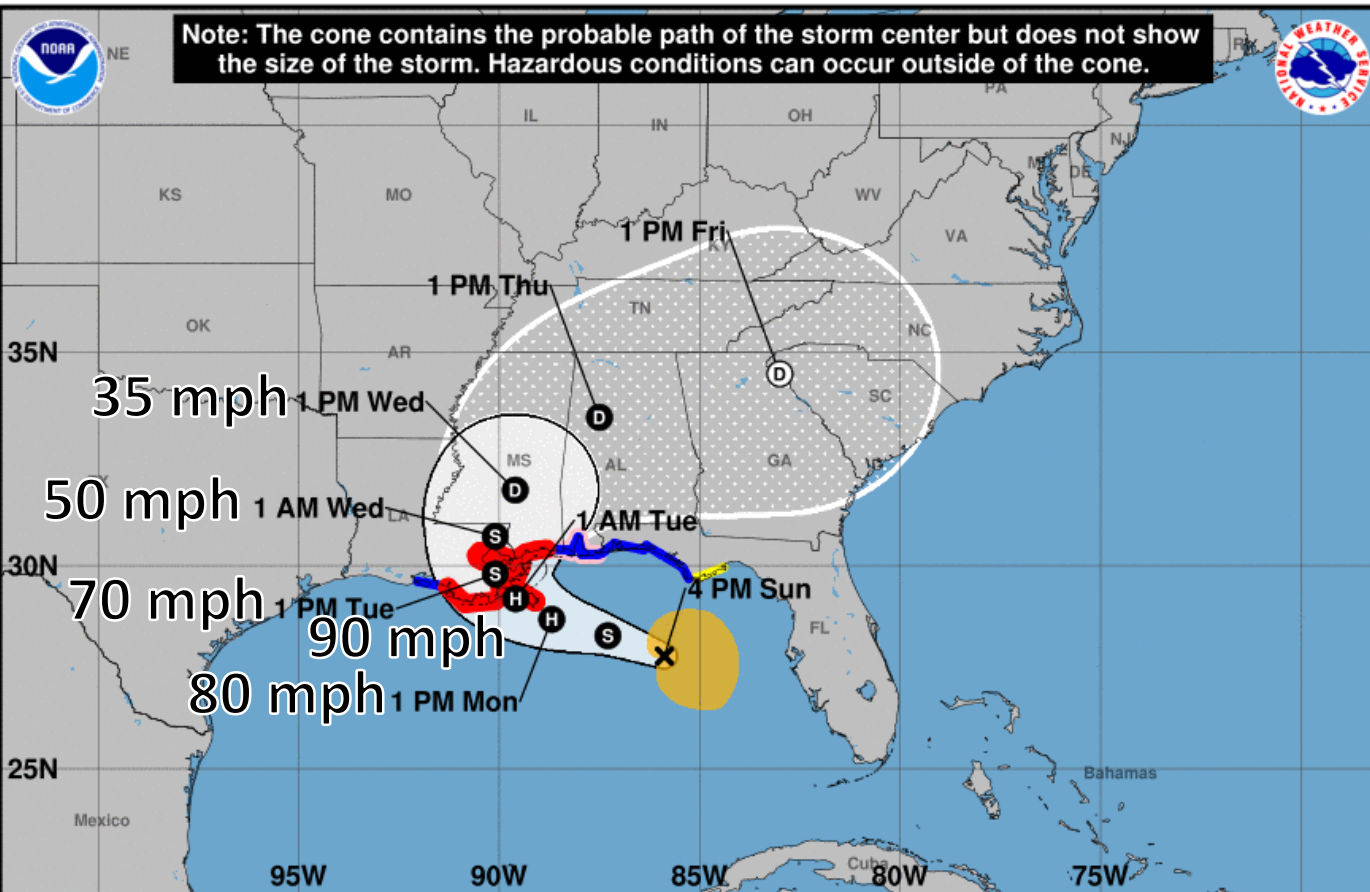 Note: The cone contains the probable path of the storm center but does not show
the size of the storm. Hazardous conditions can occur outside of the cone.
NOAA
NATIONAL WEATHER SERVICE
NE
IL
IN
OH
PA
NJ
DE
KS
MO
WV
VA
1 PM Fri
KY
1 PM Thu
TN
OK
AR
NC
35N
D
35 mph
1 PM Wed
D
SC
MS
AL
GA
D
50 mph
1 AM Wed
LA
1 AM Tue
S
30N
S
70 mph
1 PM Tue
H
4 PM Sun
90 mph
H
S
FL
80 mph
1 PM Mon
25N
Bahamas
Mexico
Cuba
95W
90W
85W
80W
75W